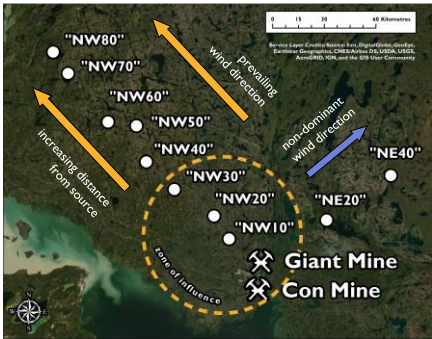 0 15 30 60 Kilometres
Service Layer Credits: Source: Esri, DigitalGlobe, GeoEye,
Earthstar Geographics, CNES/Airbus DS, USDA, USGS,
AeroGRID, IGN, and the GIS User Community
"NW80"
"NW70"
prevailing
wind direction
"NW60"
"NW50"
non-dominant
wind direction
increasing distance
from source
"NW40"
"NE40"
"NW30"
"NW20"
"NE20"
"NW10"
zone of influence
Giant Mine
Con Mine
N
W E
S